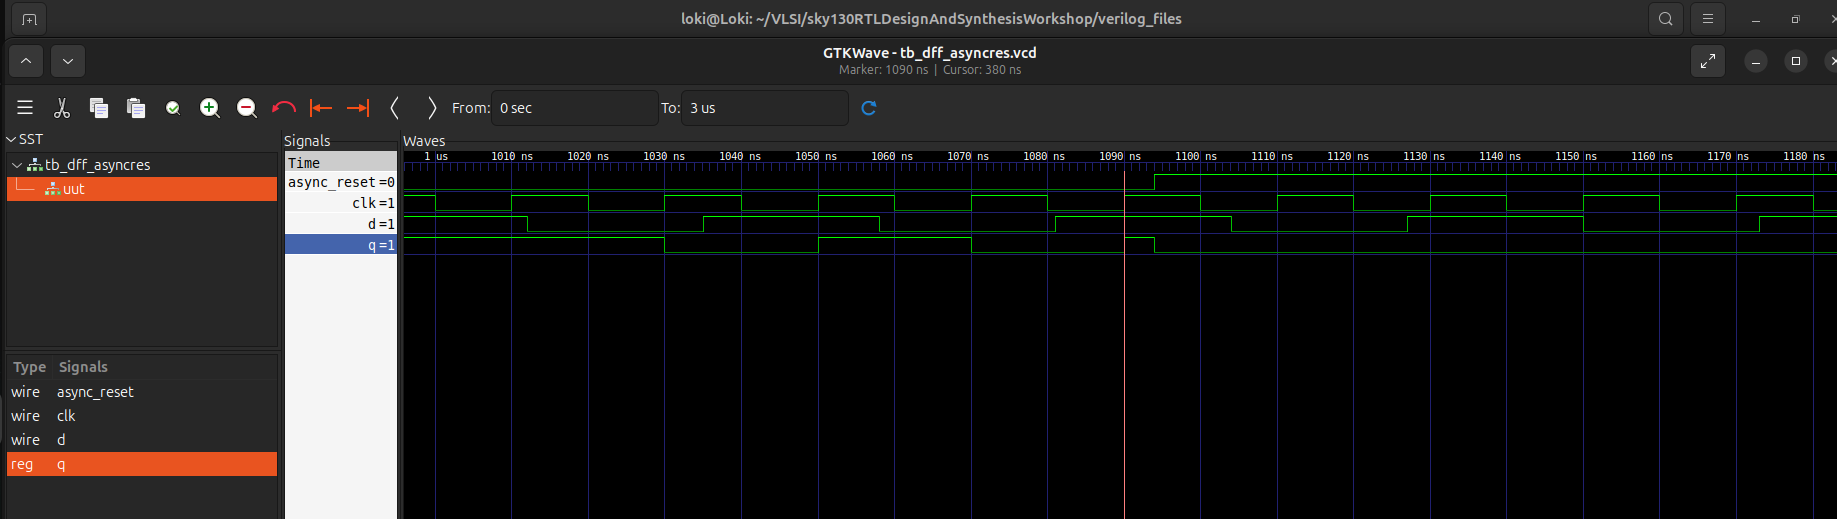 loki@Loki: ~/VLSI/sky130RTLDesignAndSynthesisWorkshop/verilog_files
GTKWave - tb_dff_asyncres.vcd
Marker: 1090 ns | Cursor: 380 ns
From: 0 sec To: 3 us
SST
tb_dff_asyncres
uut
Type Signals
wire async_reset
wire clk
wire d
reg q
Signals
Time
async_reset =0
clk =1
d =1
q =1
Waves
1 us 1010 ns 1020 ns 1030 ns 1040 ns 1050 ns 1060 ns 1070 ns 1080 ns 1090 ns 1100 ns 1110 ns 1120 ns 1130 ns 1140 ns 1150 ns 1160 ns 1170 ns 1180 ns